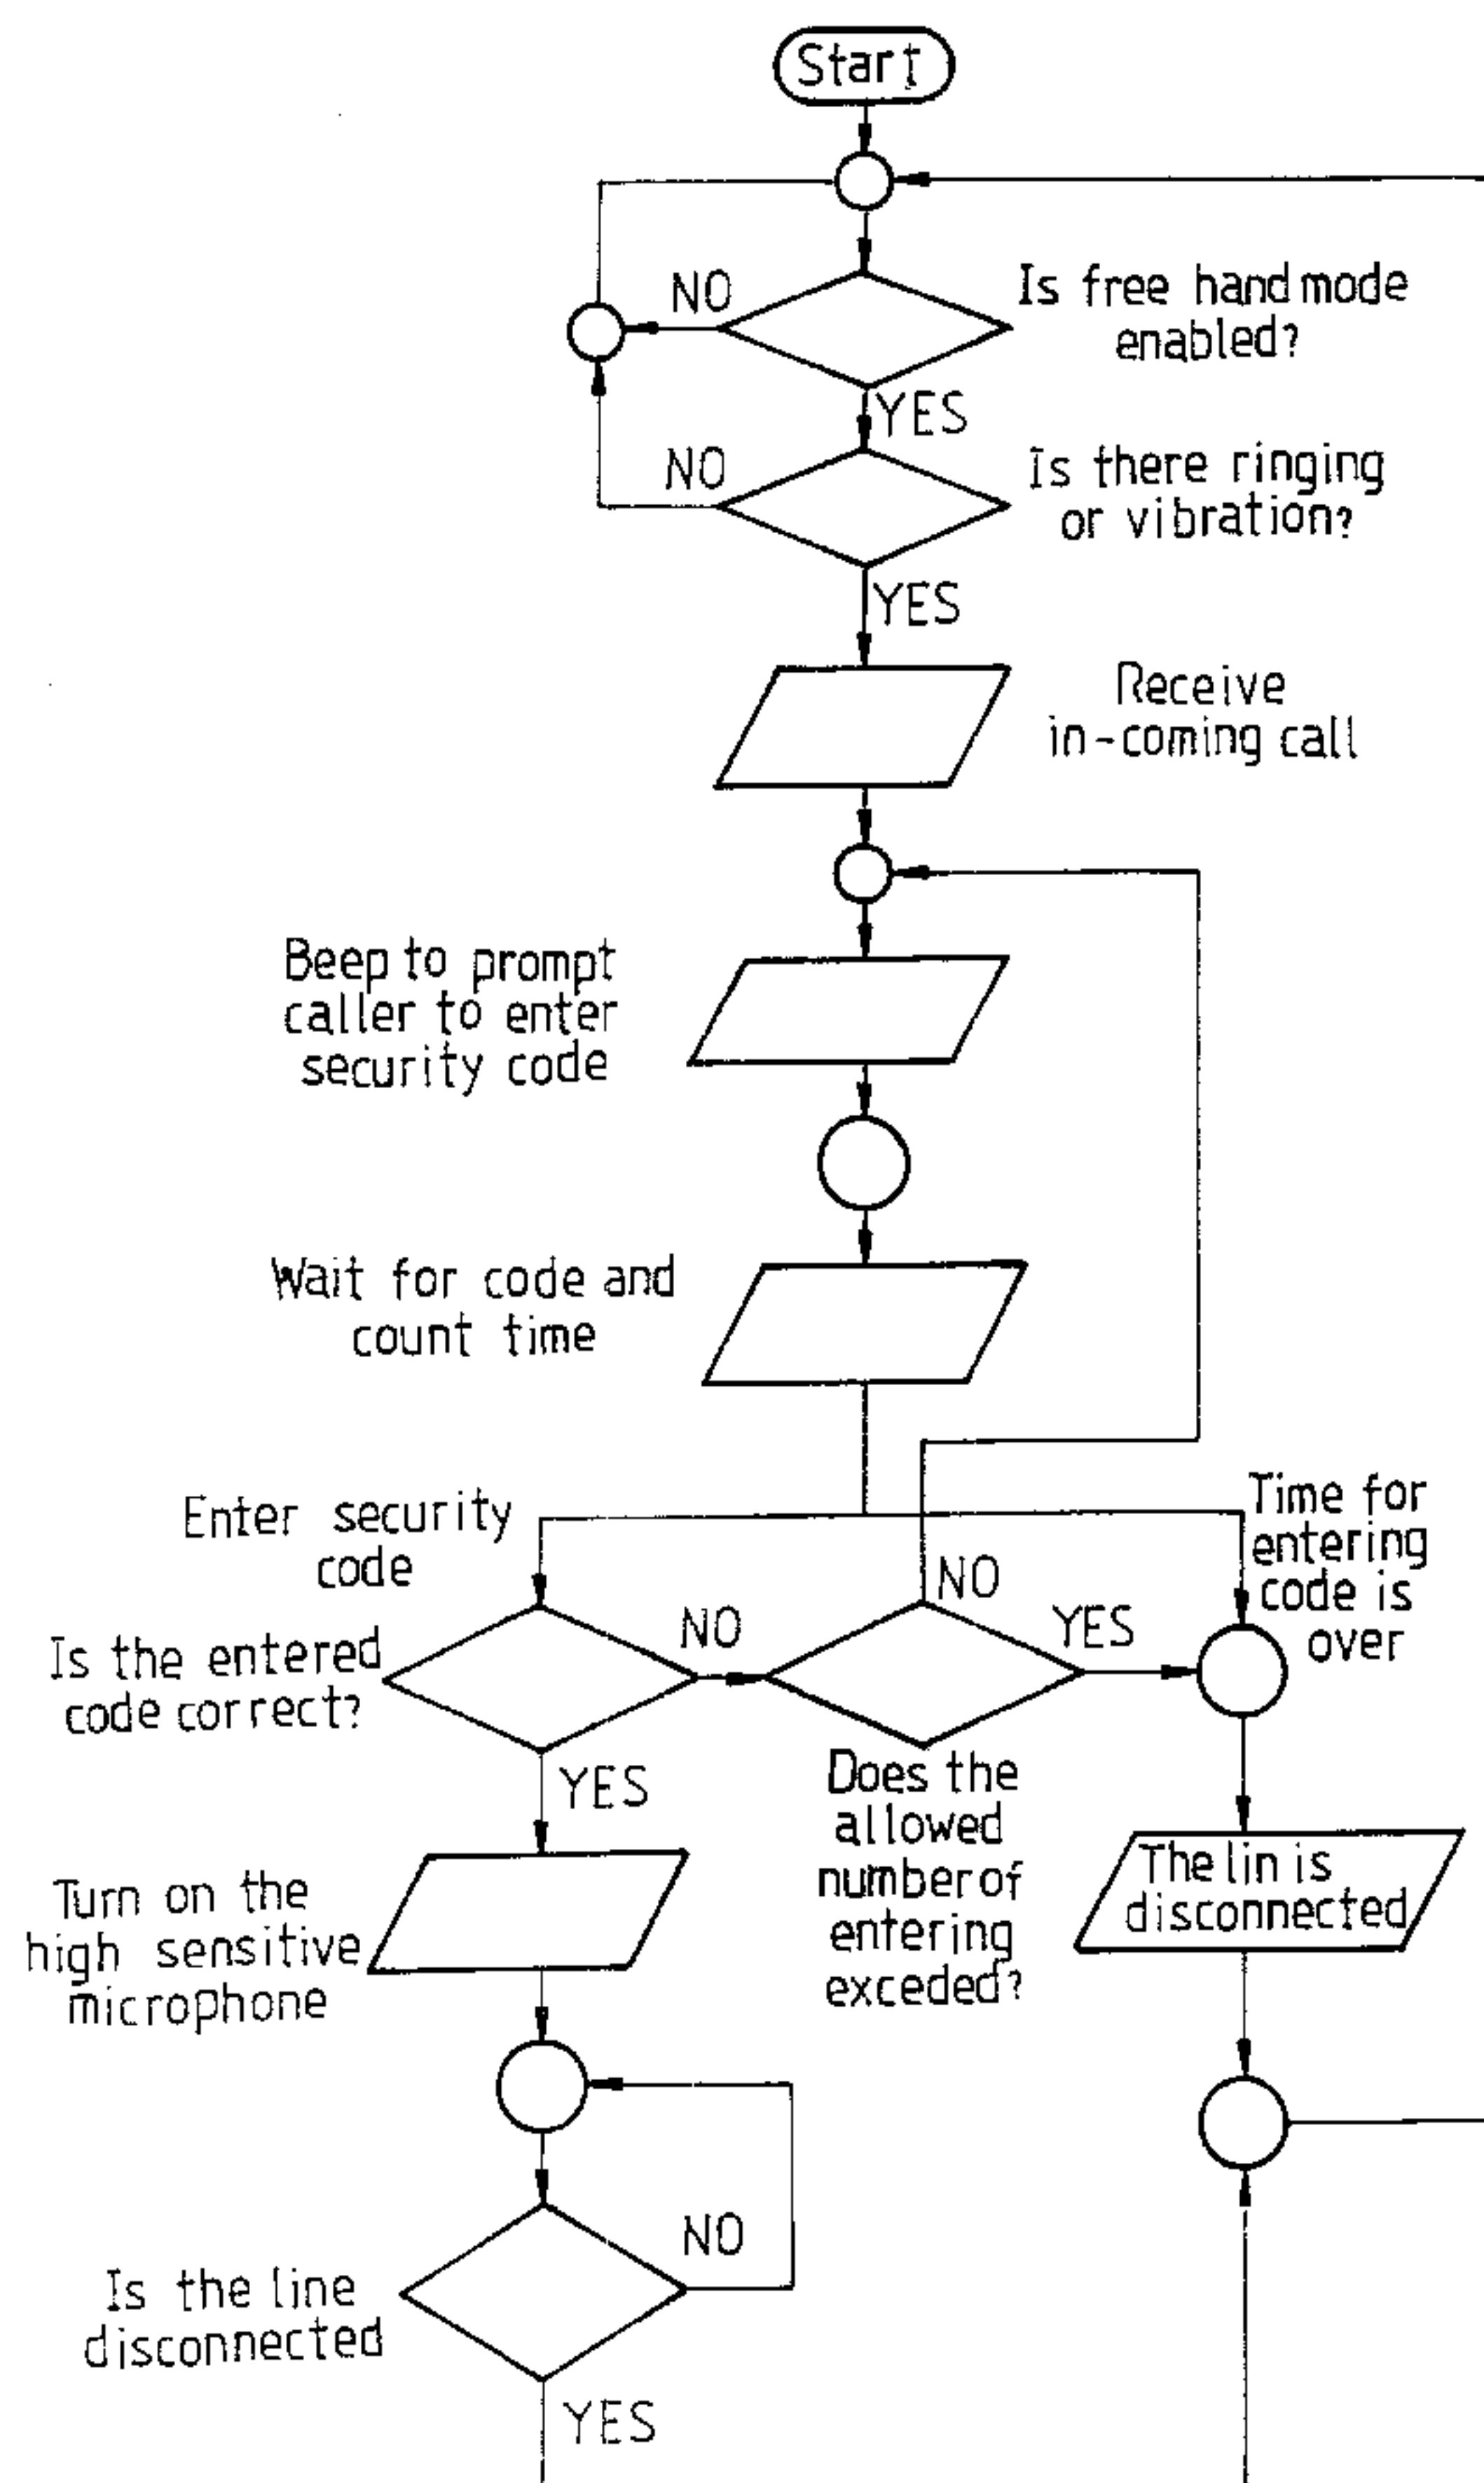 Start
NO
Is free hand mode
enabled?
YES
NO
Is there ringing
or vibration?
YES
Receive
in-coming call
Beep to prompt
caller to enter
security code
Wait for code and
count time
Enter security
code
Time for
entering
code is
over
NO
NO
YES
Is the entered
code correct?
YES
Does the
allowed
number of
entering
exceded?
The lin is
disconnected
Turn on the
high sensitive
microphone
NO
Is the line
disconnected
YES